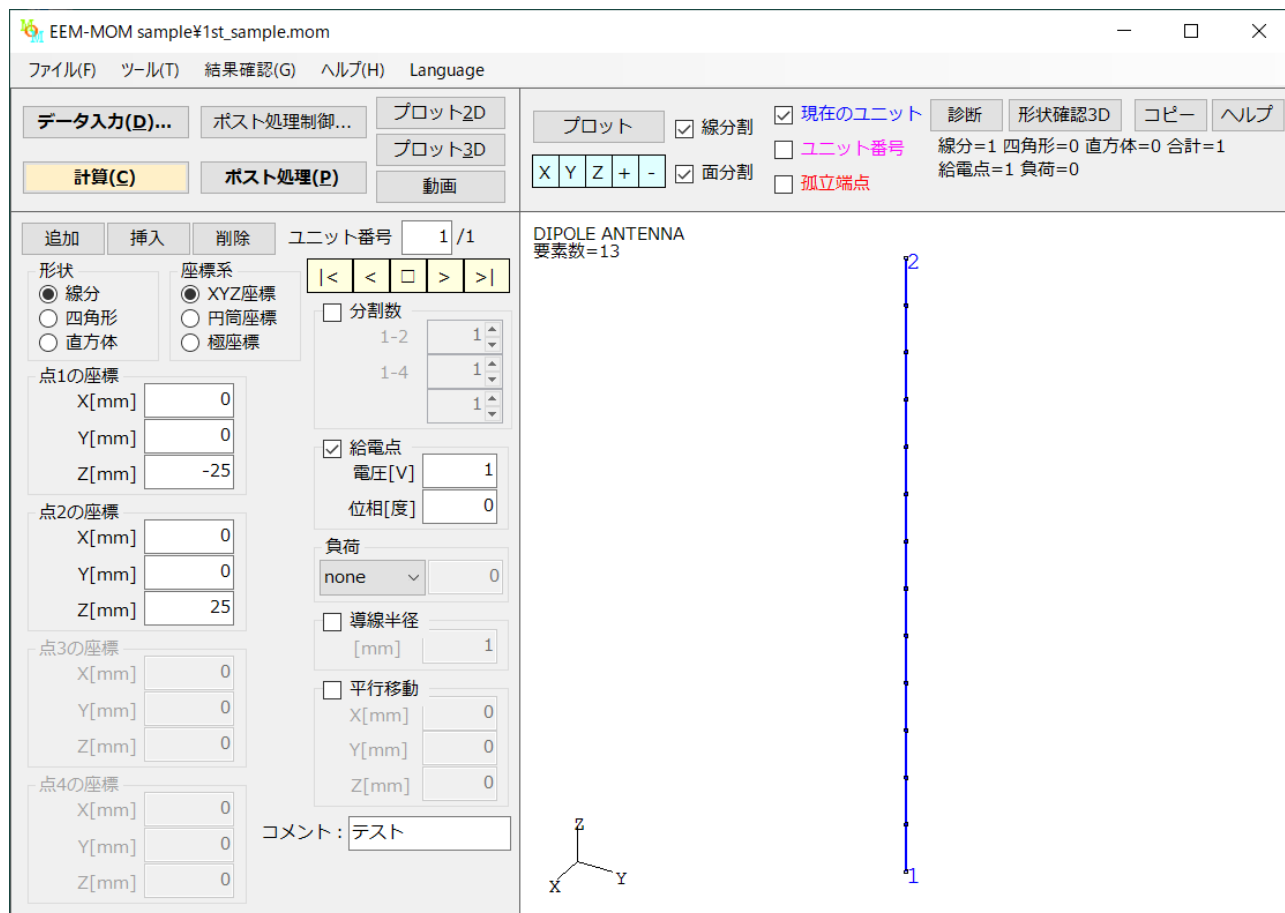 EEM-MOM sample¥1st_sample.mom
ファイル(F) ツール(T) 結果確認(G) ヘルプ(H) Language
データ入力(D)... ポスト処理制御... プロット2D
プロット3D
計算(C) ポスト処理(P) 動画
プロット 線分割 現在のユニット 診断 形状確認3D コピー ヘルプ
ユニット番号 線分=1 四角形=0 直方体=0 合計=1
X Y Z + - 面分割 給電点=1 負荷=0
孤立端点
追加 挿入 削除 ユニット番号 1 /1
|< < □ > >|
形状 座標系
線分 XYZ座標
四角形 円筒座標
直方体 極座標
分割数
1-2 1
1-4 1
1
点1の座標
X[mm] 0
Y[mm] 0
Z[mm] -25
給電点
電圧[V] 1
位相[度] 0
点2の座標
X[mm] 0
Y[mm] 0
Z[mm] 25
負荷
none 0
導線半径
[mm] 1
点3の座標
X[mm] 0
Y[mm] 0
Z[mm] 0
平行移動
X[mm] 0
Y[mm] 0
Z[mm] 0
点4の座標
X[mm] 0
Y[mm] 0
Z[mm] 0
コメント : テスト
DIPOLE ANTENNA
要素数=13
2
1
Z
X Y